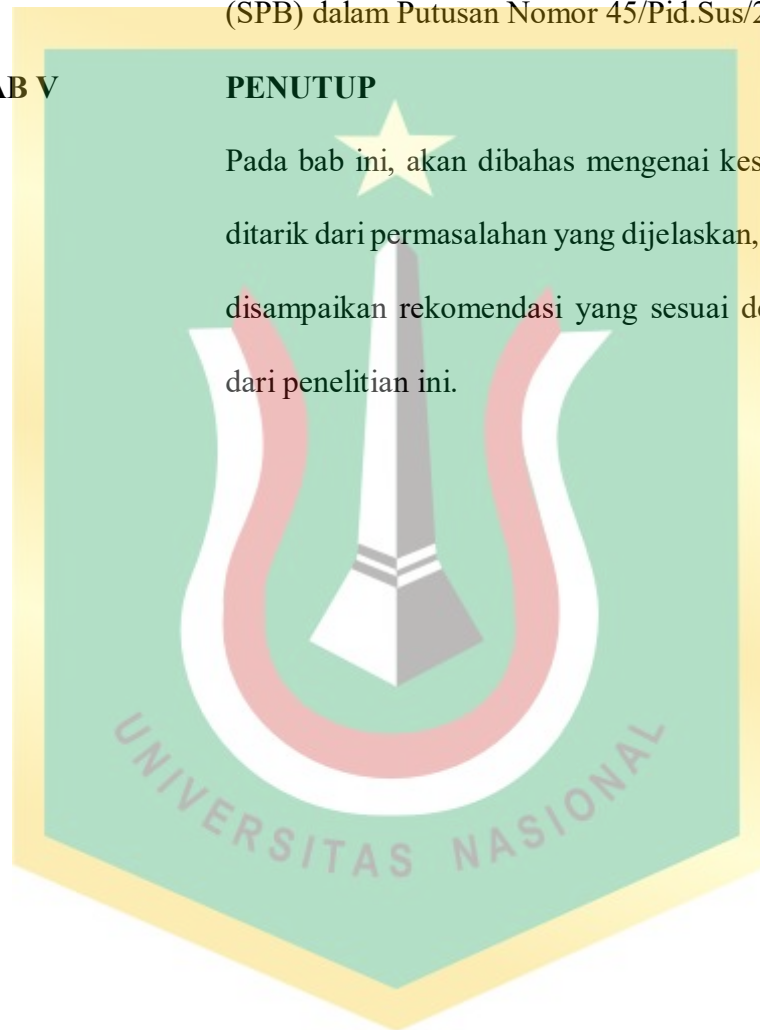 (SPB) dalam Putusan Nomor 45/Pid.Sus/2
AB V PENUTUP
Pada bab ini, akan dibahas mengenai kes
ditarik dari permasalahan yang dijelaskan,
disampaikan rekomendasi yang sesuai de
dari penelitian ini.
UNIVERSITAS NASIONAL